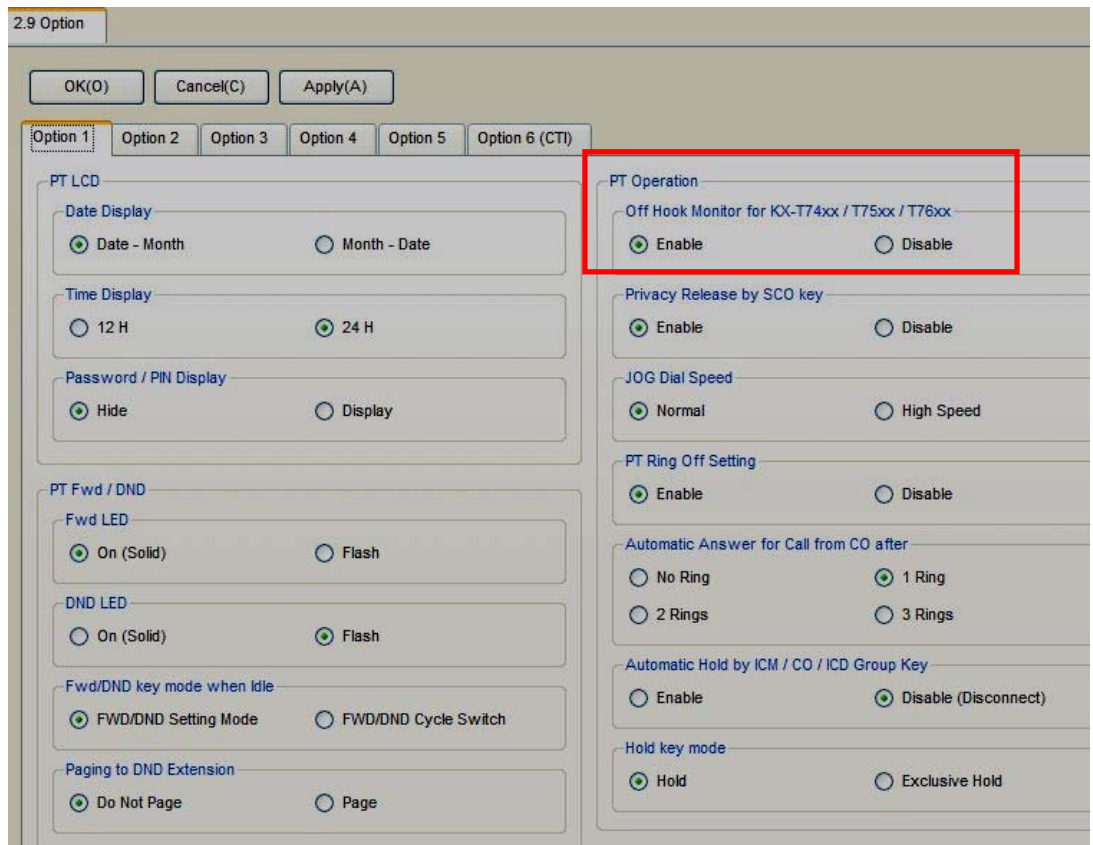 2.9 Option
OK(O) Cancel(C) Apply(A)
Option 1 Option 2 Option 3 Option 4 Option 5 Option 6 (CTI)
PT LCD
Date Display
Date - Month Month - Date
Time Display
12 H 24 H
Password / PIN Display
Hide Display
PT Fwd / DND
Fwd LED
On (Solid) Flash
DND LED
On (Solid) Flash
Fwd/DND key mode when Idle
FWD/DND Setting Mode FWD/DND Cycle Switch
Paging to DND Extension
Do Not Page Page
PT Operation
Off Hook Monitor for KX-T74xx / T75xx / T76xx
Enable Disable
Privacy Release by SCO key
Enable Disable
JOG Dial Speed
Normal High Speed
PT Ring Off Setting
Enable Disable
Automatic Answer for Call from CO after
No Ring 1 Ring
2 Rings 3 Rings
Automatic Hold by ICM / CO / ICD Group Key
Enable Disable (Disconnect)
Hold key mode
Hold Exclusive Hold